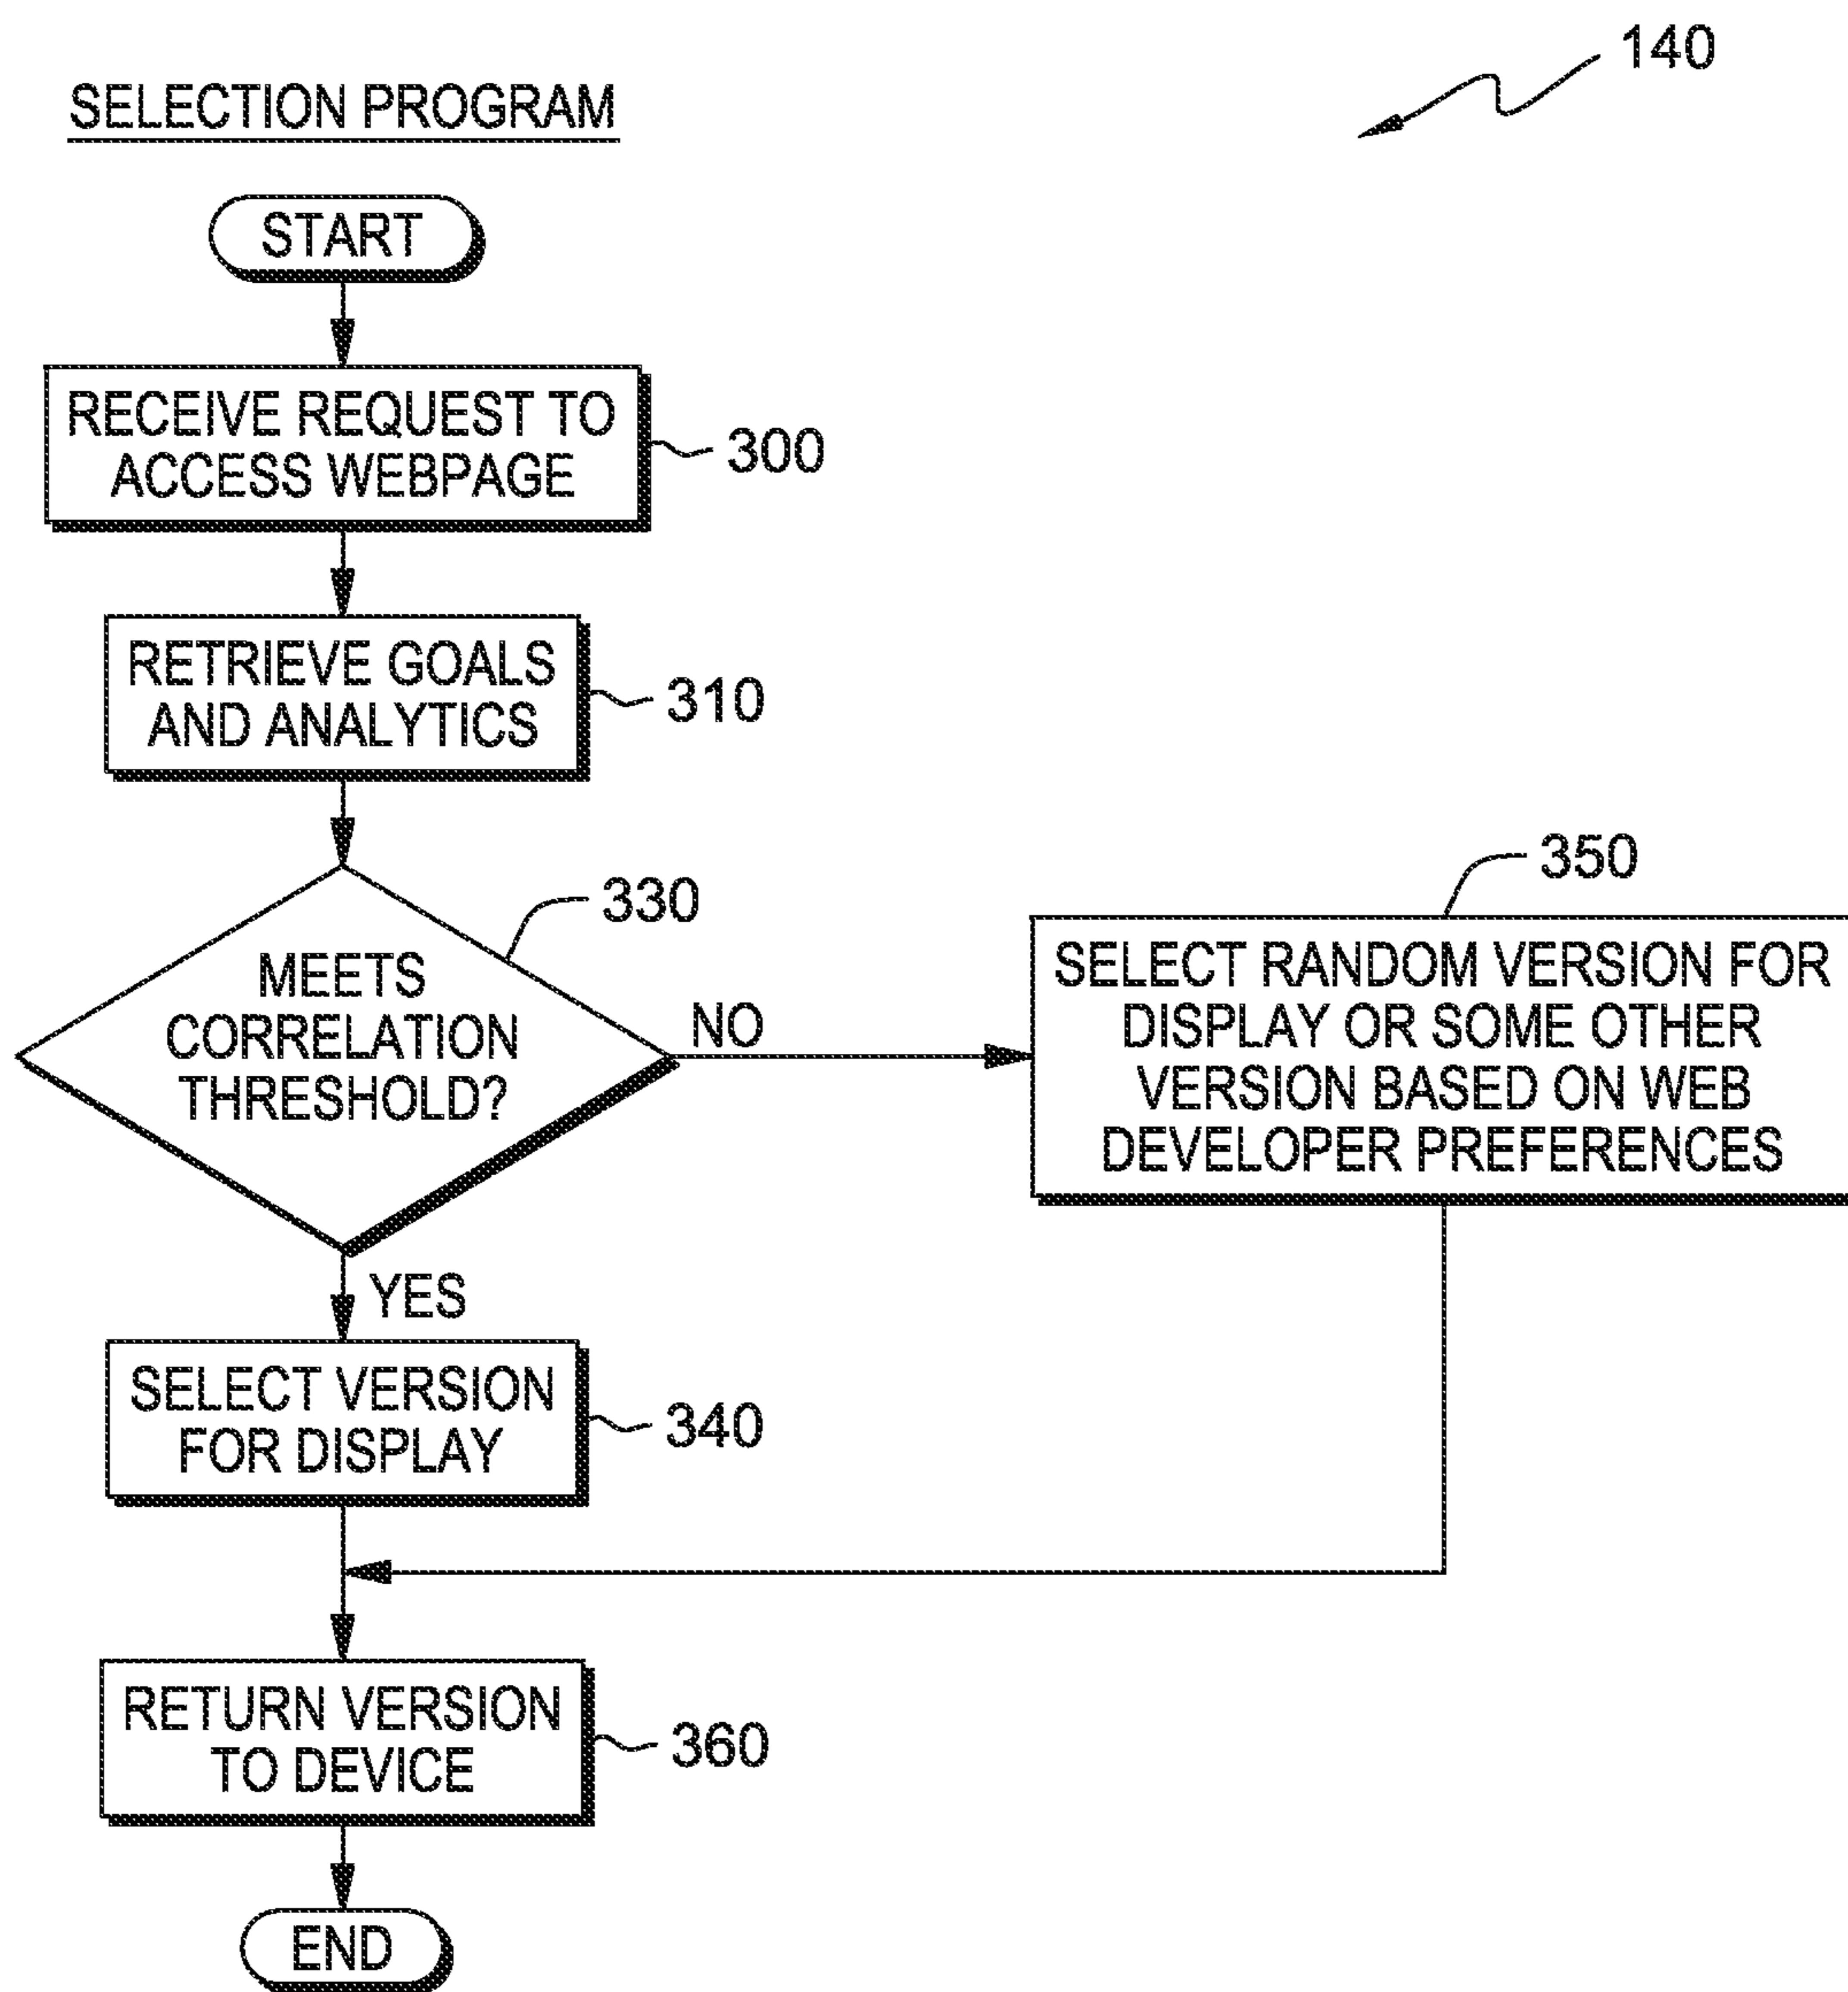 140
SELECTION PROGRAM
START
RECEIVE REQUEST TO
ACCESS WEBPAGE
300
RETRIEVE GOALS
AND ANALYTICS
310
MEETS
CORRELATION
THRESHOLD?
330
NO
350
SELECT RANDOM VERSION FOR
DISPLAY OR SOME OTHER
VERSION BASED ON WEB
DEVELOPER PREFERENCES
YES
SELECT VERSION
FOR DISPLAY
340
RETURN VERSION
TO DEVICE
360
END